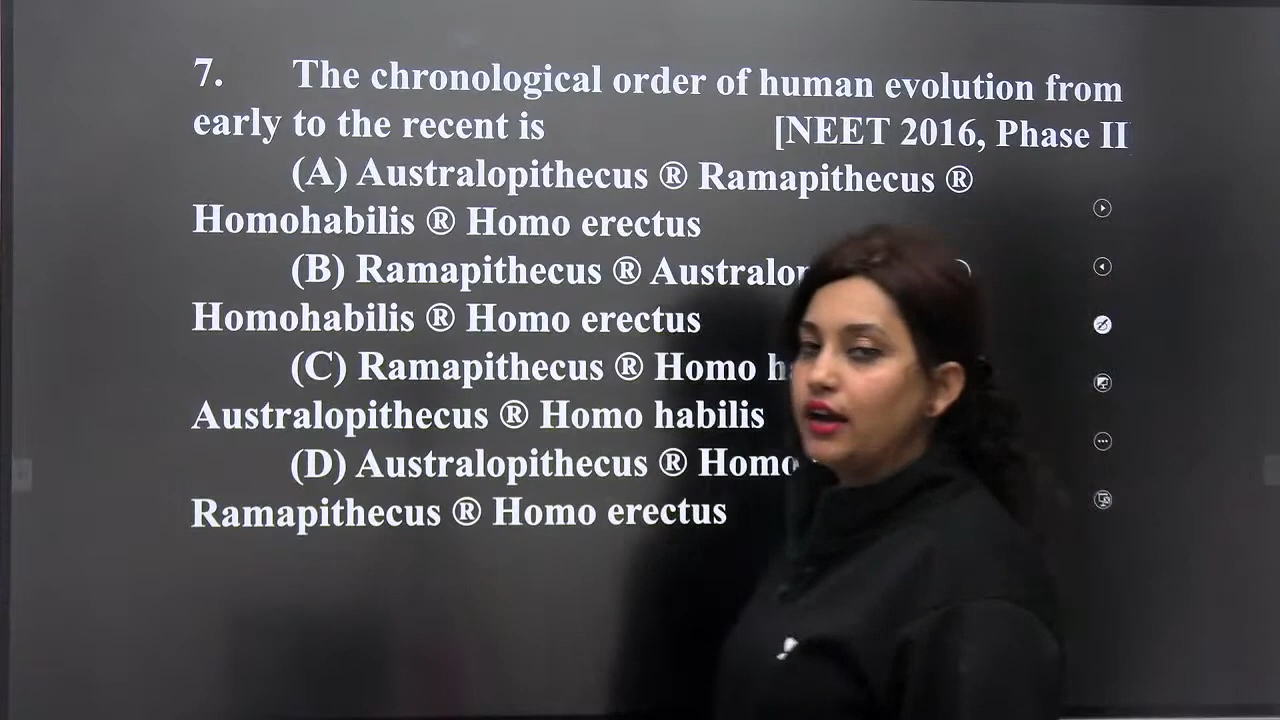 7. The chronological order of human evolution from
early to the recent is [NEET 2016, Phase II
(A) Australopithecus ® Ramapithecus ®
Homohabilis ® Homo erectus
(B) Ramapithecus ®
Homohabilis ® Homo erectus
(C) Ramapithecus ® Homo
Australopithecus ® Homo habilis
(D) Australopithecus ® Homo
Ramapithecus ® Homo erectus